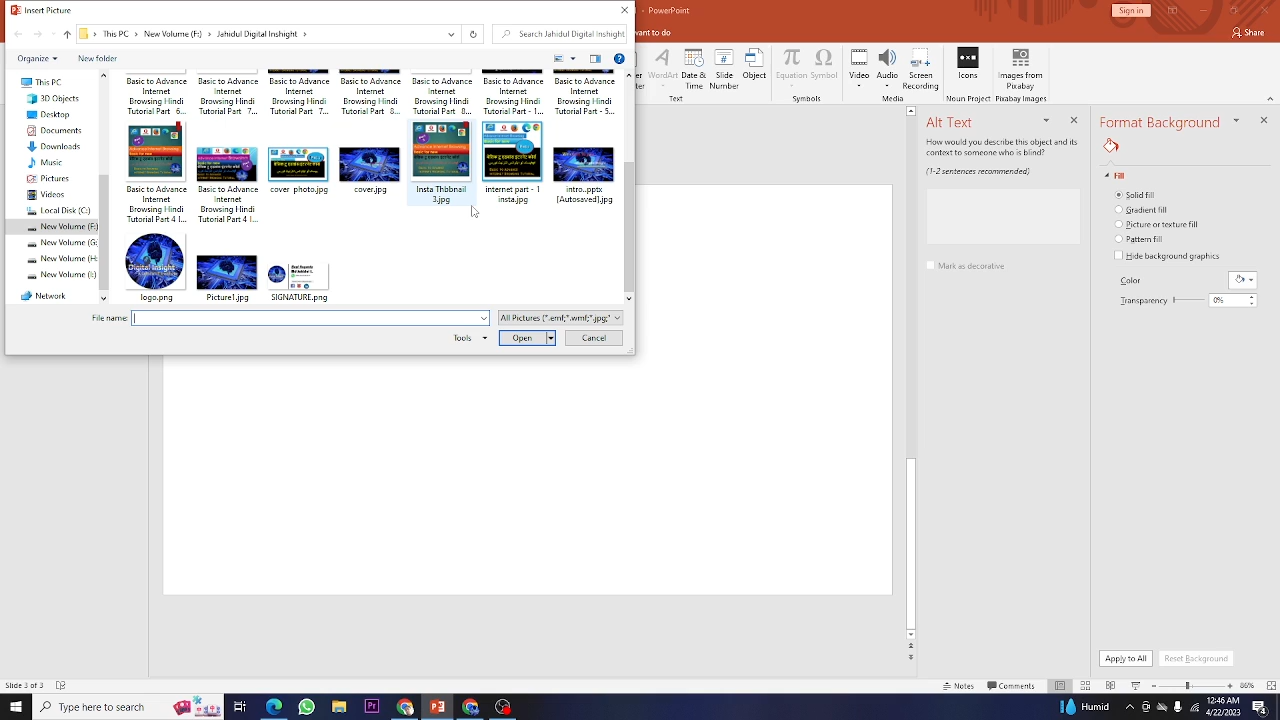 Insert Picture
- PowerPoint
Sign in
This PC > New Volume (F:) > Jahidul Digital Inshight >
Search Jahidul Digital Inshight
want to do
Share
Organize
New folder
WordArt
Date & Time
Slide Number
Object
Equation
Symbol
Video
Audio
Screen Recording
Icons
Images from Pixabay
Text
Symbols
Media
Noun Project
Pixabay Images
This PC
3D Objects
Desktop
Documents
Downloads
Music
Pictures
Videos
Local Disk (C:)
New Volume (F:)
New Volume (G:
New Volume (H:
New Volume (I:)
Network
Basic to Advance Internet Browsing Hindi Tutorial Part - 6...
Basic to Advance Internet Browsing Hindi Tutorial Part - 7...
Basic to Advance Internet Browsing Hindi Tutorial Part - 8...
Basic to Advance Internet Browsing Hindi Tutorial Part - 8...
Basic to Advance Internet Browsing Hindi Tutorial Part - 1...
Basic to Advance Internet Browsing Hindi Tutorial Part - 5...
Basic to Advance Internet Browsing Hindi Tutorial Part 4 I...
Basic to Advance Internet Browsing Hindi Tutorial Part 4 I...
cover photo.jpg
cover.jpg
Insta Thbbnail 3.jpg
Internet part - 1 insta.jpg
intro..pptx [Autosaved].jpg
Digital Insight
logo.png
Picture1.jpg
SIGNATURE.png
File name:
All Pictures (*.emf;*.wmf;*.jpg;*
Tools
Open
Cancel
Alt Text
How would you describe this object and its
context to someone who is blind?
(1-2 sentences recommended)
Mark as decorative
Format Background
Fill
Solid fill
Gradient fill
Picture or texture fill
Pattern fill
Hide background graphics
Color
Transparency
0%
Apply to All
Reset Background
Slide 3 of 3
Notes
Comments
86%
Type here to search
Humid
12:46 AM
4/22/2023